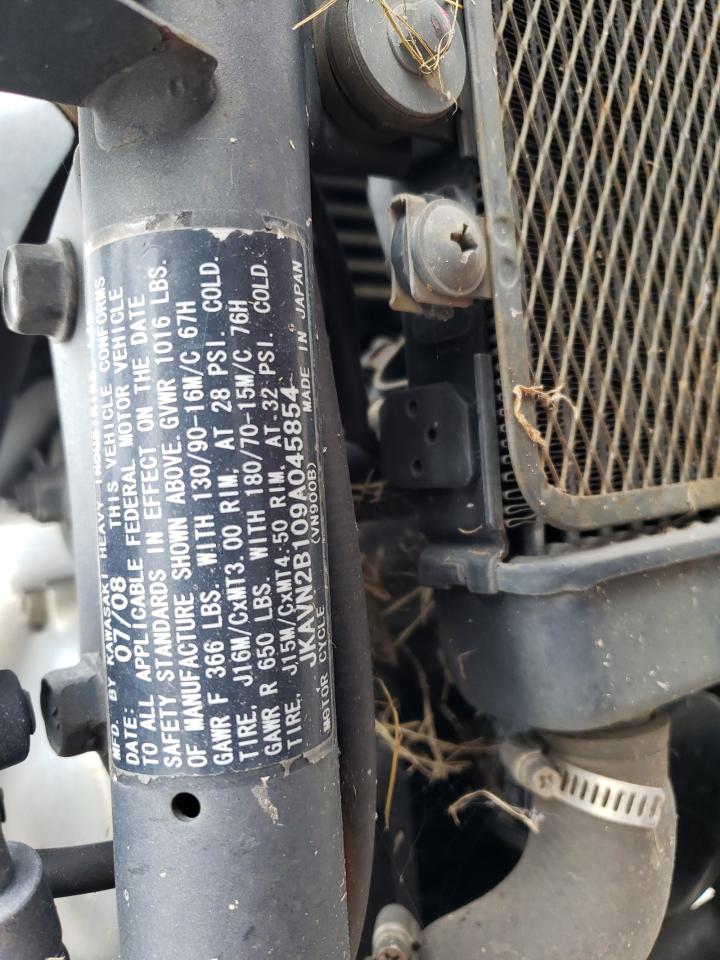 MFD. BY KAWASAKI HEAVY
DATE: 07/08 THIS VEHICLE CONFORMS
TO ALL APPLICABLE FEDERAL MOTOR VEHICLE
SAFETY STANDARDS IN EFFECT ON THE DATE
OF MANUFACTURE SHOWN ABOVE. GVWR 1016 LBS.
GAWR F 366 LBS. WITH 130/90-16M/C 67H
TIRE, J16M/CxMT3.00 RIM, AT 28 PSI. COLD.
GAWR R 650 LBS. WITH 180/70-15M/C 76H
TIRE, J15M/CxMT4.50 RIM, AT 32 PSI. COLD.
JKAVN2B109A045854
MOTOR CYCLE (VN900B) MADE IN JAPAN